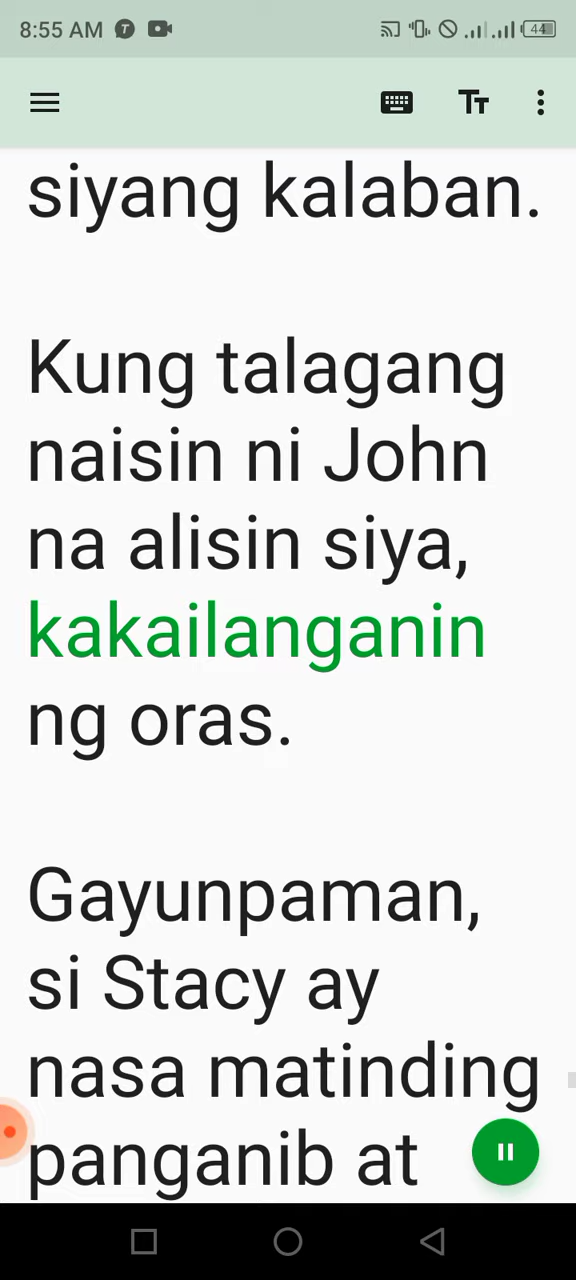 8:55 AM
44
siyang kalaban.
Kung talagang
naisin ni John
na alisin siya,
kakailanganin
ng oras.
Gayunpaman,
si Stacy ay
nasa matinding
panganib at